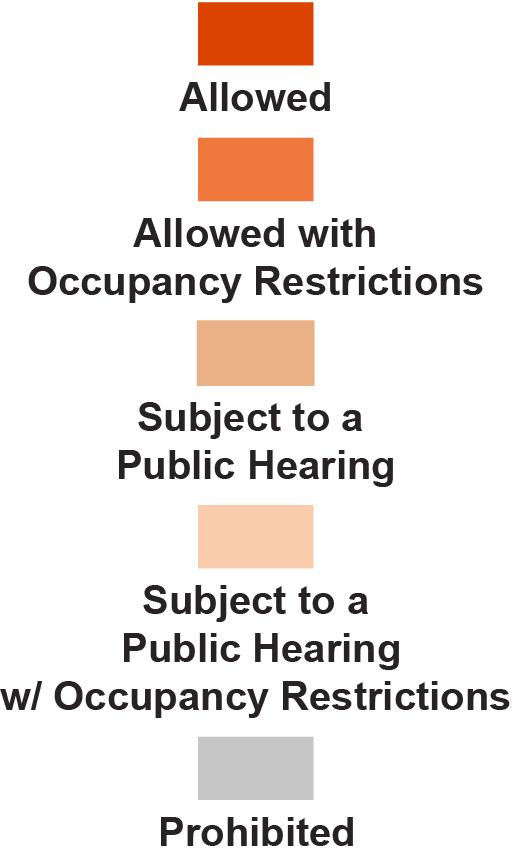 Allowed
Allowed with
Occupancy Restrictions
Subject to a
Public Hearing
Subject to a
Public Hearing
w/ Occupancy Restrictions
Prohibited